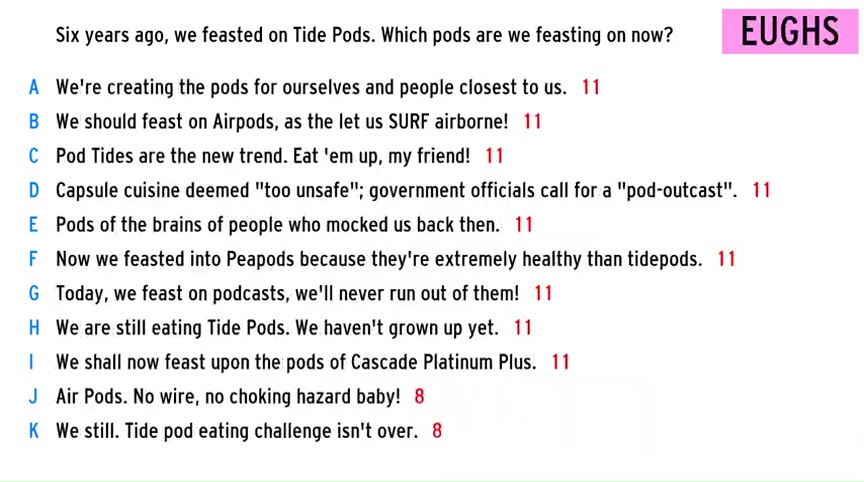 Six years ago, we feasted on Tide Pods. Which pods are we feasting on now?
EUGHS
A We're creating the pods for ourselves and people closest to us. 11
B We should feast on Airpods, as the let us SURF airborne! 11
C Pod Tides are the new trend. Eat 'em up, my friend! 11
D Capsule cuisine deemed "too unsafe"; government officials call for a "pod-outcast". 11
E Pods of the brains of people who mocked us back then. 11
F Now we feasted into Peapods because they're extremely healthy than tidepods. 11
G Today, we feast on podcasts, we'll never run out of them! 11
H We are still eating Tide Pods. We haven't grown up yet. 11
I We shall now feast upon the pods of Cascade Platinum Plus. 11
J Air Pods. No wire, no choking hazard baby! 8
K We still. Tide pod eating challenge isn't over. 8